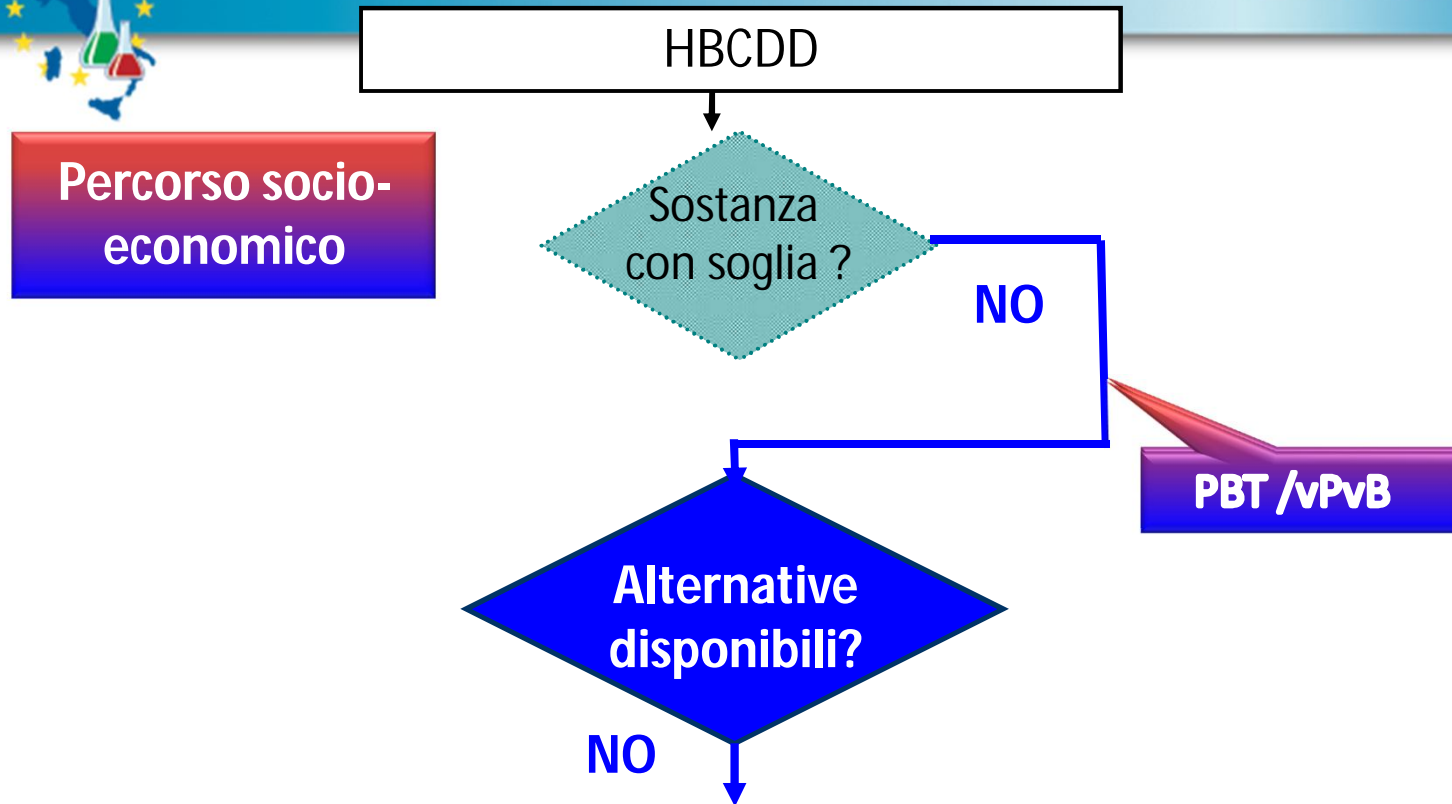 HBCDD
Percorso socio-
economico
Sostanza
con soglia ?
NO
PBT /vPvB
Alternative
disponibili?
NO